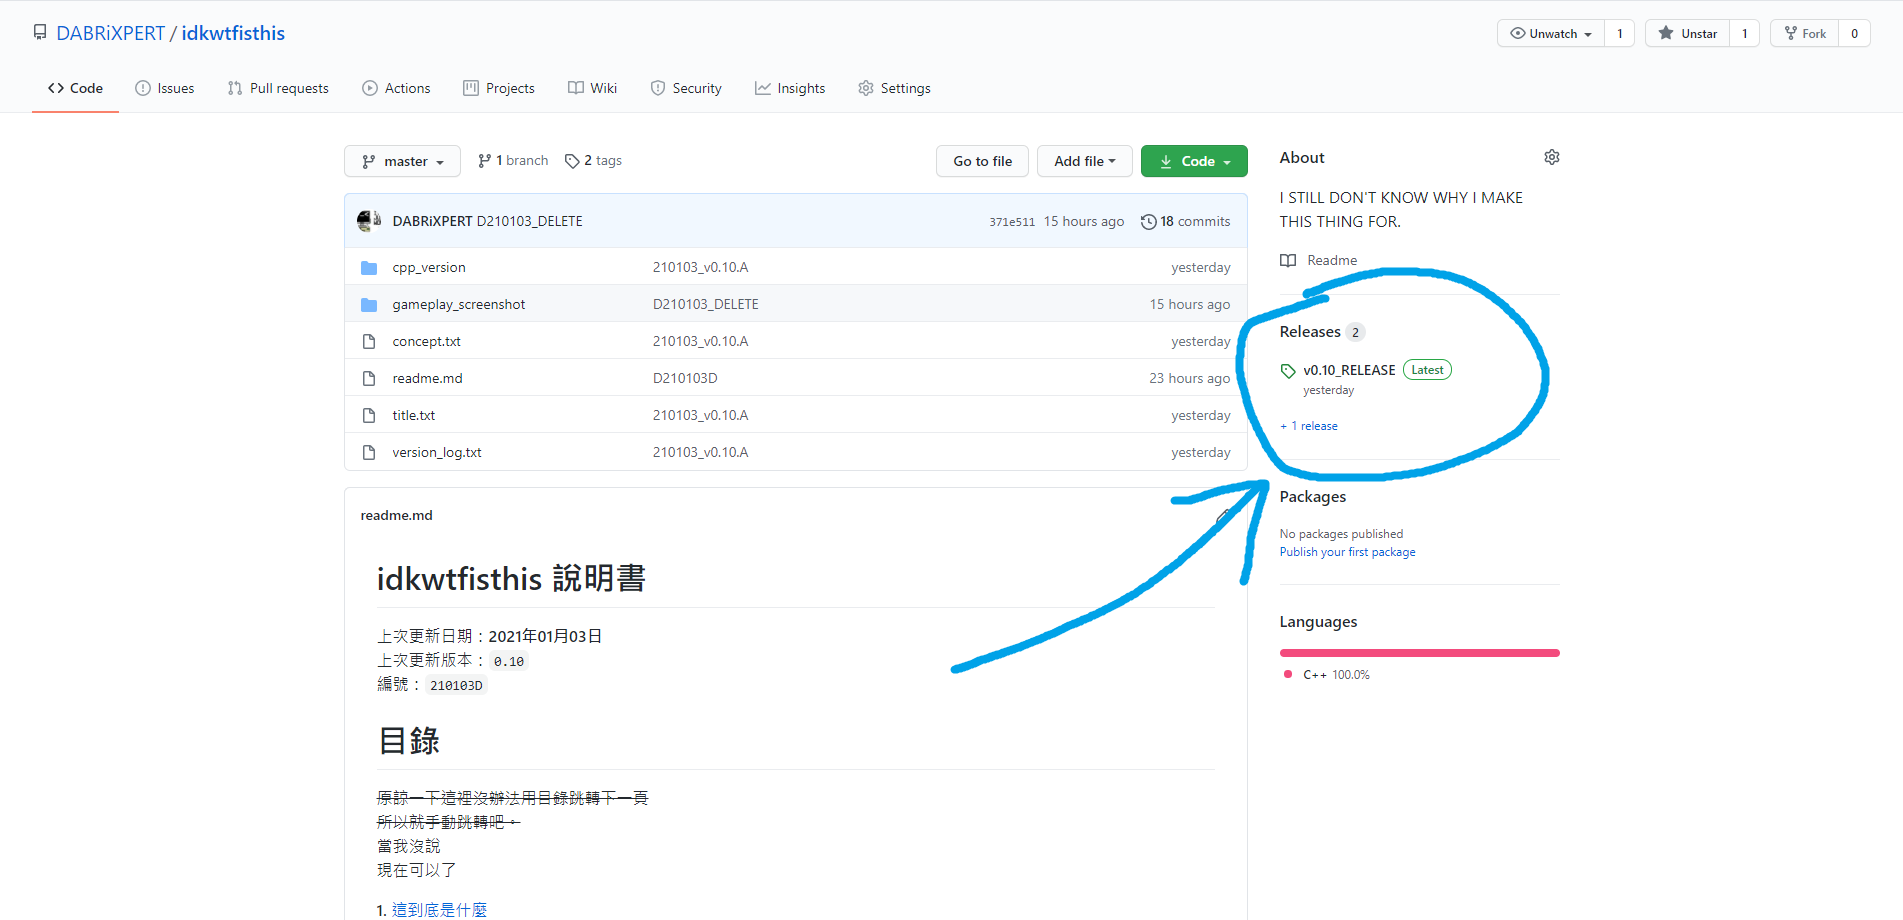 DABRiXPERT / idkwtfisthis
Unwatch 1
Unstar 1
Fork 0
Code
Issues
Pull requests
Actions
Projects
Wiki
Security
Insights
Settings
master
1 branch
2 tags
Go to file
Add file
Code
DABRiXPERT D210103_DELETE 371e511 15 hours ago 18 commits
cpp_version 210103_v0.10.A yesterday
gameplay_screenshot D210103_DELETE 15 hours ago
concept.txt 210103_v0.10.A yesterday
readme.md D210103D 23 hours ago
title.txt 210103_v0.10.A yesterday
version_log.txt 210103_v0.10.A yesterday
readme.md
idkwtfisthis 說明書
上次更新日期：2021年01月03日
上次更新版本： 0.10
編號： 210103D
目錄
原諒一下這裡沒辦法用目錄跳轉下一頁
所以就手動跳轉吧。
當我沒說
現在可以了
1. 這到底是什麼
About
I STILL DON'T KNOW WHY I MAKE
THIS THING FOR.
Readme
Releases 2
v0.10_RELEASE Latest
yesterday
+ 1 release
Packages
No packages published
Publish your first package
Languages
C++ 100.0%